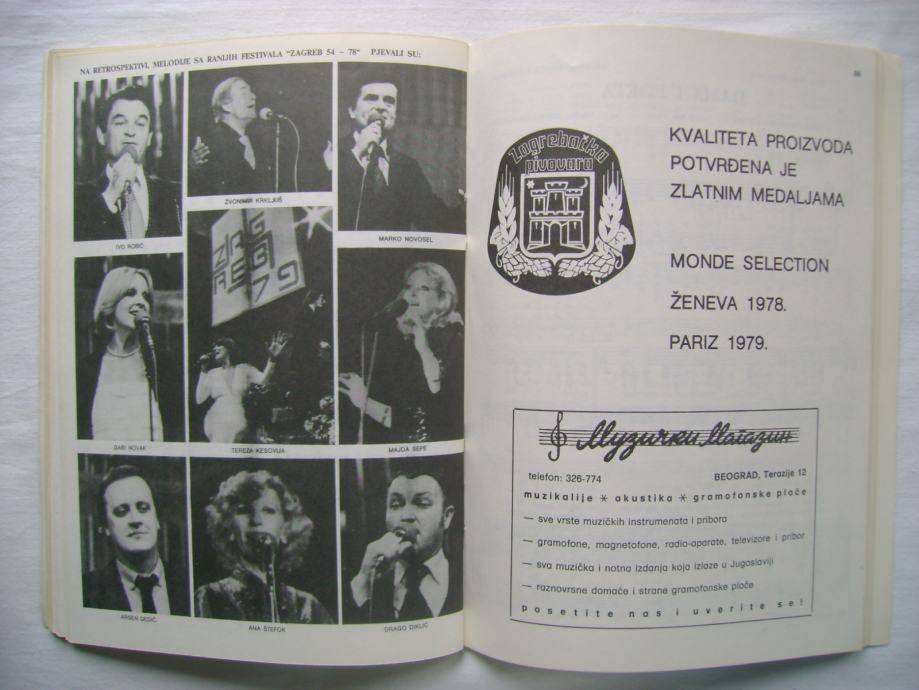 NA RETROSPEKTIVI, MELODIJE SA RANIJIH FESTIVALA "ZAGREB 54 – 78" PJEVALI SU:
IVO ROBIĆ
ZVONIMIR KRKLJUŠ
MARKO NOVOSEL
ZAG
REB
79
GABI NOVAK
TEREZA KESOVIJA
MAJDA SEPE
ARSEN DEDIĆ
ANA ŠTEFOK
DRAGO DIKLIĆ
Zagrebačka
pivovara
KVALITETA PROIZVODA
POTVRĐENA JE
ZLATNIM MEDALJAMA
MONDE SELECTION
ŽENEVA 1978.
PARIZ 1979.
Музички Магазин
telefon: 326-774 BEOGRAD, Terazije 12
muzikalije * akustika * gramofonske ploče
— sve vrste muzičkih instrumenata i pribora
— gramofone, magnetofone, radio-aparate, televizore i pribor
— sva muzička i notna izdanja koja izlaze u Jugoslaviji
— raznovrsne domaće i strane gramofonske ploče
posetite nas i uverite se!